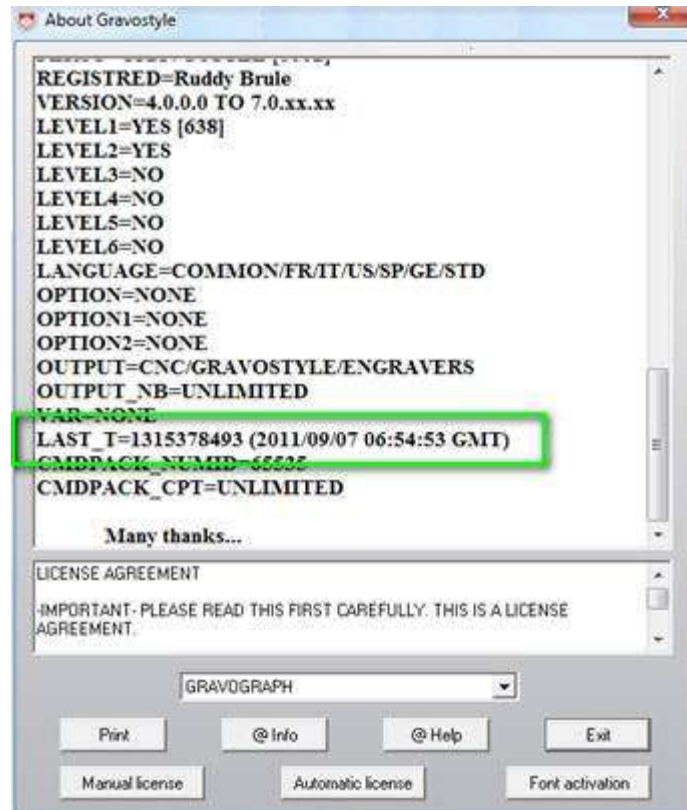 About Gravostyle
REGISTRED=Ruddy Brule
VERSION=4.0.0.0 TO 7.0.xx.xx
LEVEL1=YES [638]
LEVEL2=YES
LEVEL3=NO
LEVEL4=NO
LEVEL5=NO
LEVEL6=NO
LANGUAGE=COMMON/FR/IT/US/SP/GE/STD
OPTION=NONE
OPTION1=NONE
OPTION2=NONE
OUTPUT=CNC/GRAVOSTYLE/ENGRAVERS
OUTPUT_NB=UNLIMITED
VAR=NONE
LAST_T=1315378493 (2011/09/07 06:54:53 GMT)
CMDPACK_NUMID=65535
CMDPACK_CPT=UNLIMITED
Many thanks...
LICENSE AGREEMENT
-IMPORTANT- PLEASE READ THIS FIRST CAREFULLY. THIS IS A LICENSE
AGREEMENT.
GRAVOGRAPH
Print @ Info @ Help Exit
Manual license Automatic license Font activation